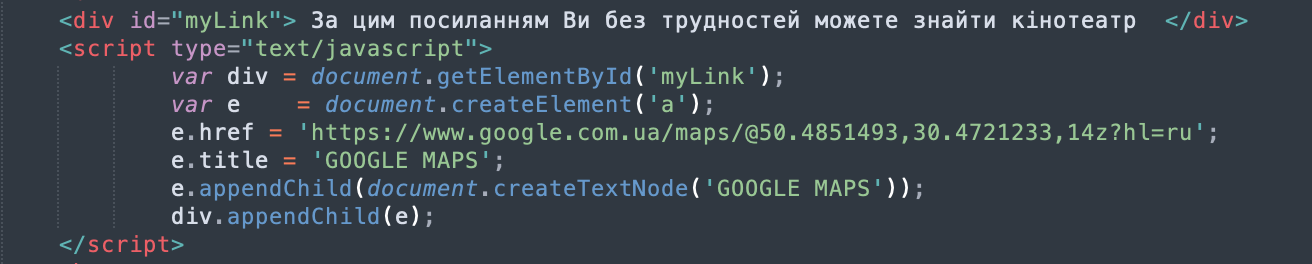 <div id="myLink"> За цим посиланням Ви без трудностей можете знайти кінотеатр  </div>
<script type="text/javascript">
        var div = document.getElementById('myLink');
        var e    = document.createElement('a');
        e.href = 'https://www.google.com.ua/maps/@50.4851493,30.4721233,14z?hl=ru';
        e.title = 'GOOGLE MAPS';
        e.appendChild(document.createTextNode('GOOGLE MAPS'));
        div.appendChild(e);
</script>